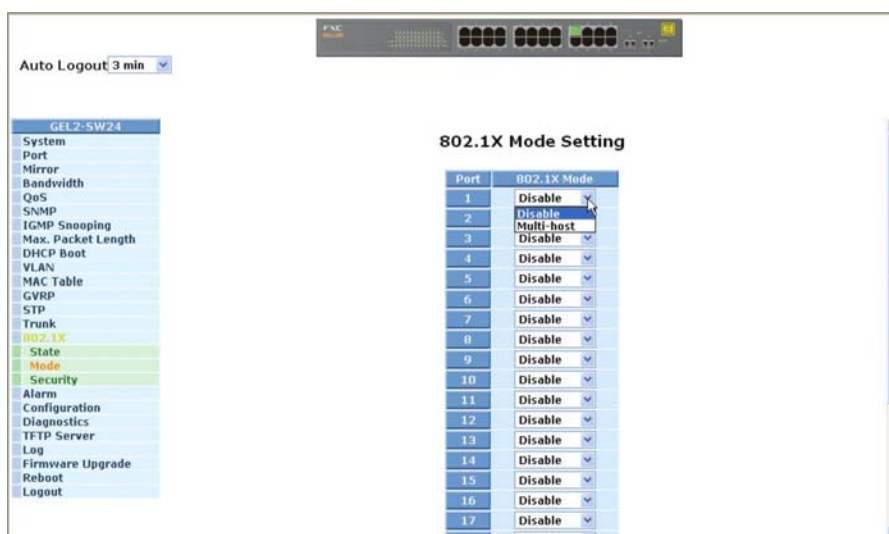 FXC
Auto Logout 3 min
GEL2-SW24
System
Port
Mirror
Bandwidth
QoS
SNMP
IGMP Snooping
Max. Packet Length
DHCP Boot
VLAN
MAC Table
GVRP
STP
Trunk
802.1X
State
Mode
Security
Alarm
Configuration
Diagnostics
TFTP Server
Log
Firmware Upgrade
Reboot
Logout
802.1X Mode Setting
Port 802.1X Mode
1 Disable
Disable
2 Multi-host
3 Disable
4 Disable
5 Disable
6 Disable
7 Disable
8 Disable
9 Disable
10 Disable
11 Disable
12 Disable
13 Disable
14 Disable
15 Disable
16 Disable
17 Disable